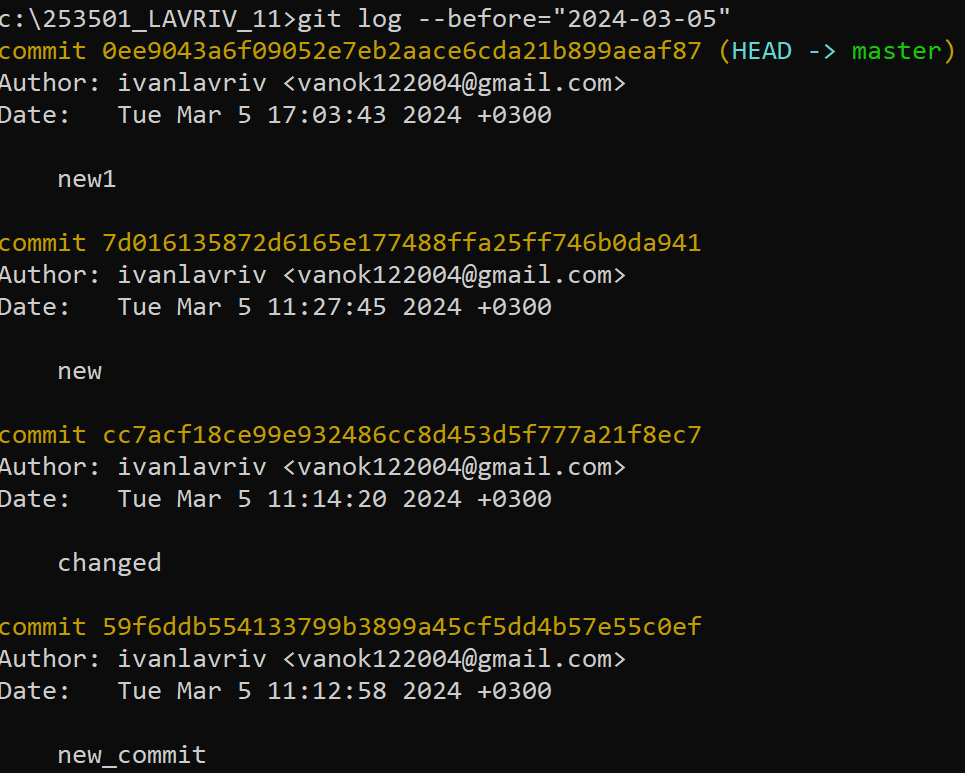 c:\253501_LAVRIV_11>git log --before="2024-03-05"
commit 0ee9043a6f09052e7eb2aace6cda21b899aeaf87 (HEAD -> master)
Author: ivanlavriv <vanok122004@gmail.com>
Date:   Tue Mar 5 17:03:43 2024 +0300
    new1
commit 7d016135872d6165e177488ffa25ff746b0da941
Author: ivanlavriv <vanok122004@gmail.com>
Date:   Tue Mar 5 11:27:45 2024 +0300
    new
commit cc7acf18ce99e932486cc8d453d5f777a21f8ec7
Author: ivanlavriv <vanok122004@gmail.com>
Date:   Tue Mar 5 11:14:20 2024 +0300
    changed
commit 59f6ddb554133799b3899a45cf5dd4b57e55c0ef
Author: ivanlavriv <vanok122004@gmail.com>
Date:   Tue Mar 5 11:12:58 2024 +0300
    new_commit